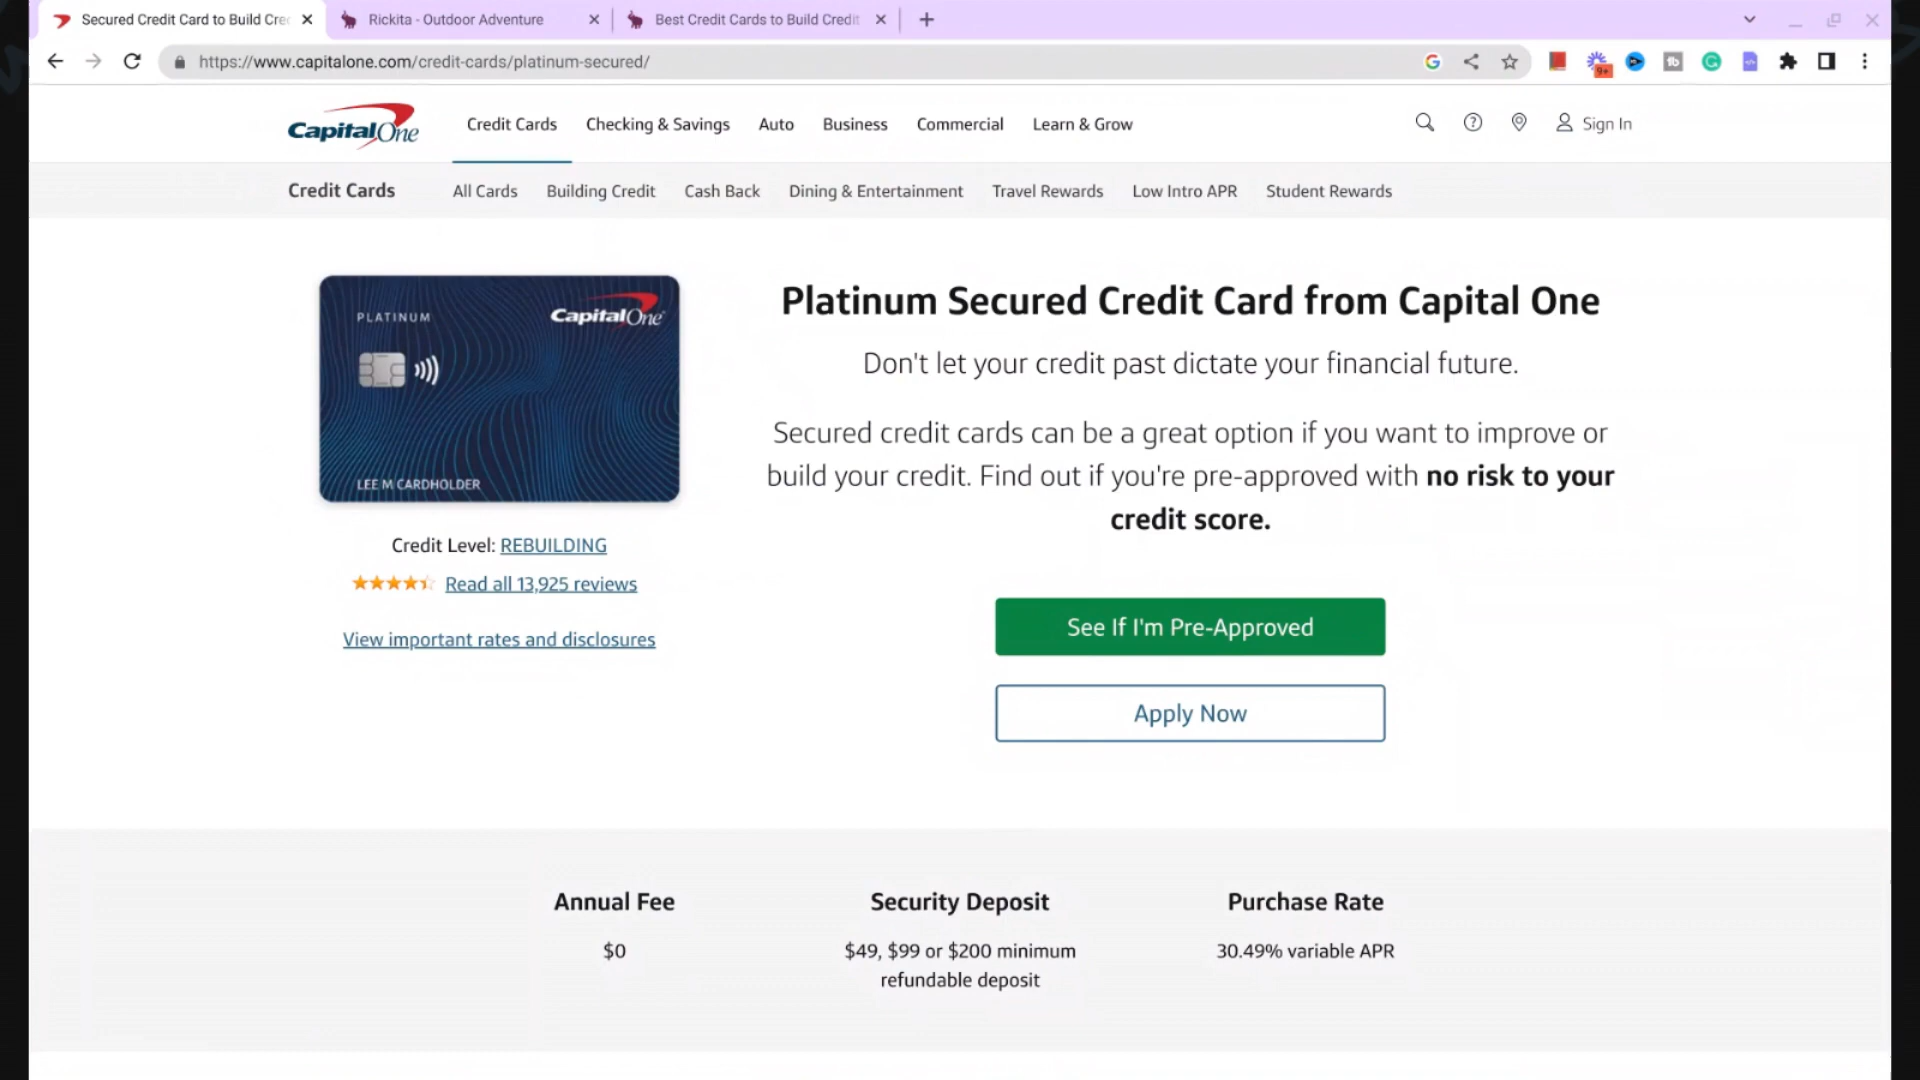 Secured Credit Card to Build Cre
Rickita - Outdoor Adventure
Best Credit Cards to Build Credit
https://www.capitalone.com/credit-cards/platinum-secured/
9+
CapitalOne
Credit Cards
Checking & Savings
Auto
Business
Commercial
Learn & Grow
Sign In
Credit Cards
All Cards
Building Credit
Cash Back
Dining & Entertainment
Travel Rewards
Low Intro APR
Student Rewards
PLATINUM
CapitalOne
LEE M CARDHOLDER
Credit Level: REBUILDING
Read all 13,925 reviews
View important rates and disclosures
Platinum Secured Credit Card from Capital One
Don't let your credit past dictate your financial future.
Secured credit cards can be a great option if you want to improve or
build your credit. Find out if you're pre-approved with no risk to your
credit score.
See If I'm Pre-Approved
Apply Now
Annual Fee
$0
Security Deposit
$49, $99 or $200 minimum
refundable deposit
Purchase Rate
30.49% variable APR